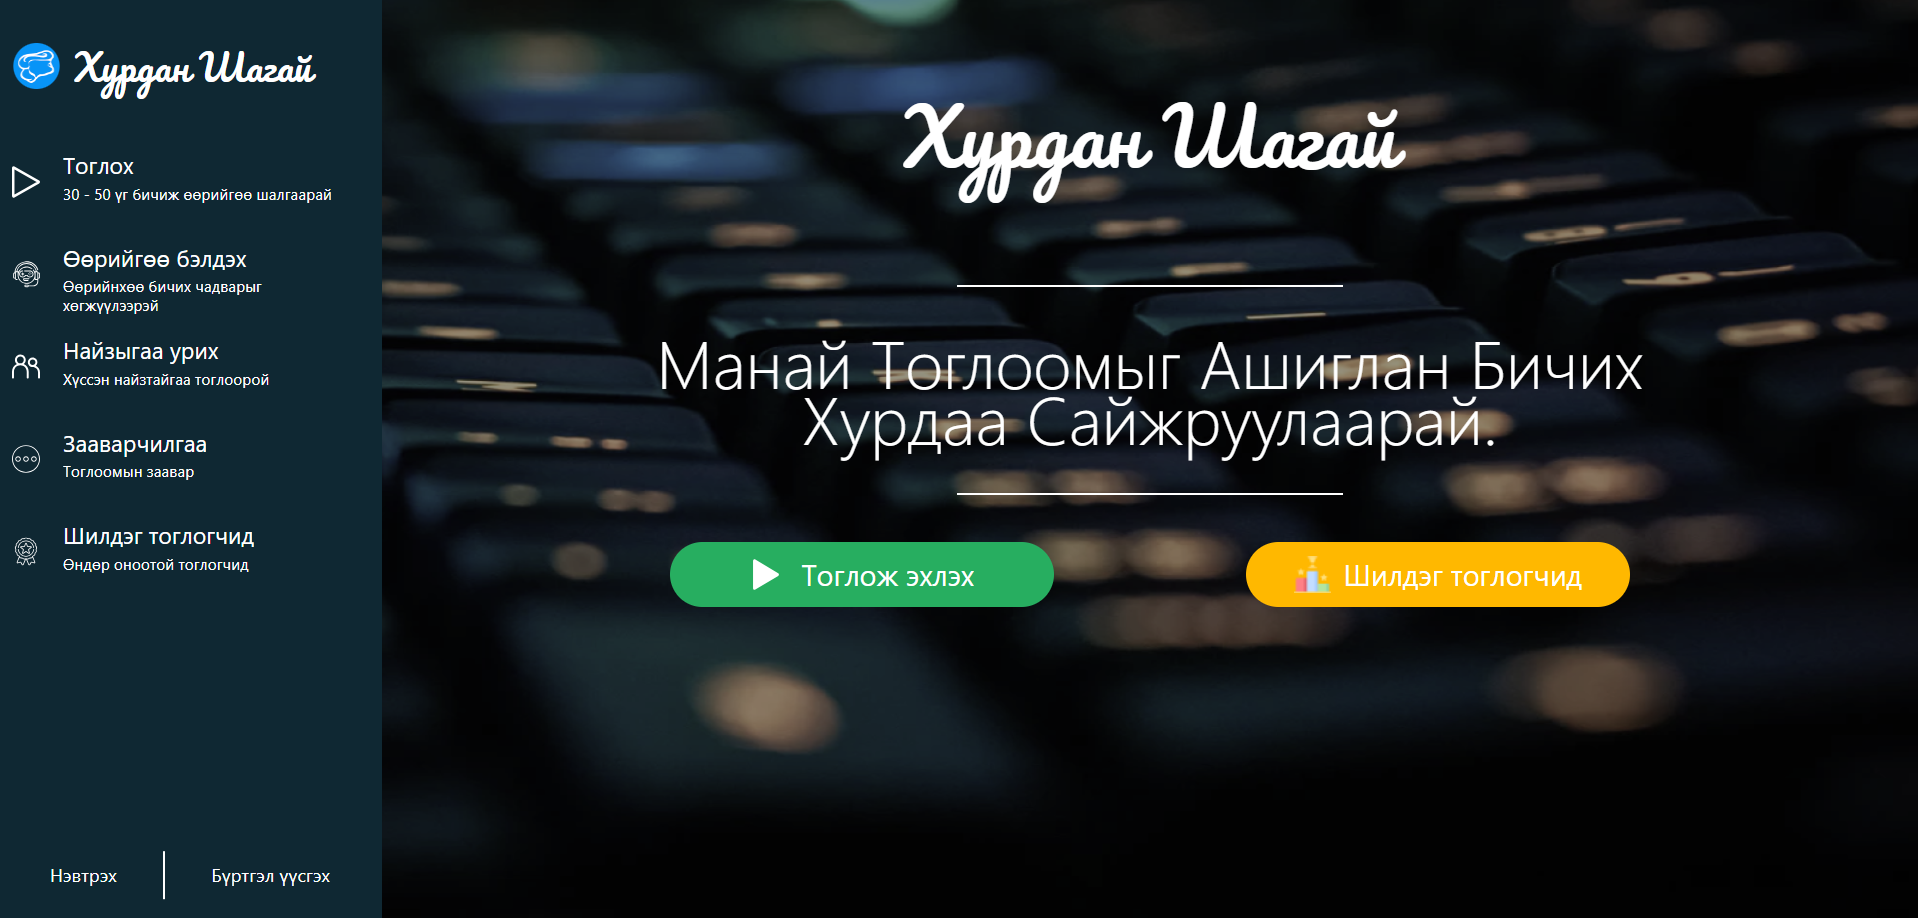 Хурдан Шагай
Тоглох
30 - 50 үг бичиж өөрийгөө шалгаарай
Өөрийгөө бэлдэх
Өөрийнхөө бичих чадварыг
хөгжүүлээрэй
Найзыгаа урих
Хүссэн найзтайгаа тоглоорой
Зааварчилгаа
Тоглоомын заавар
Шилдэг тоглогчид
Өндөр оноотой тоглогчид
Нэвтрэх
Бүртгэл үүсгэх
Хурдан Шагай
Манай Тоглоомыг Ашиглан Бичих
Хурдаа Сайжруулаарай.
Тоглож эхлэх
Шилдэг тоглогчид